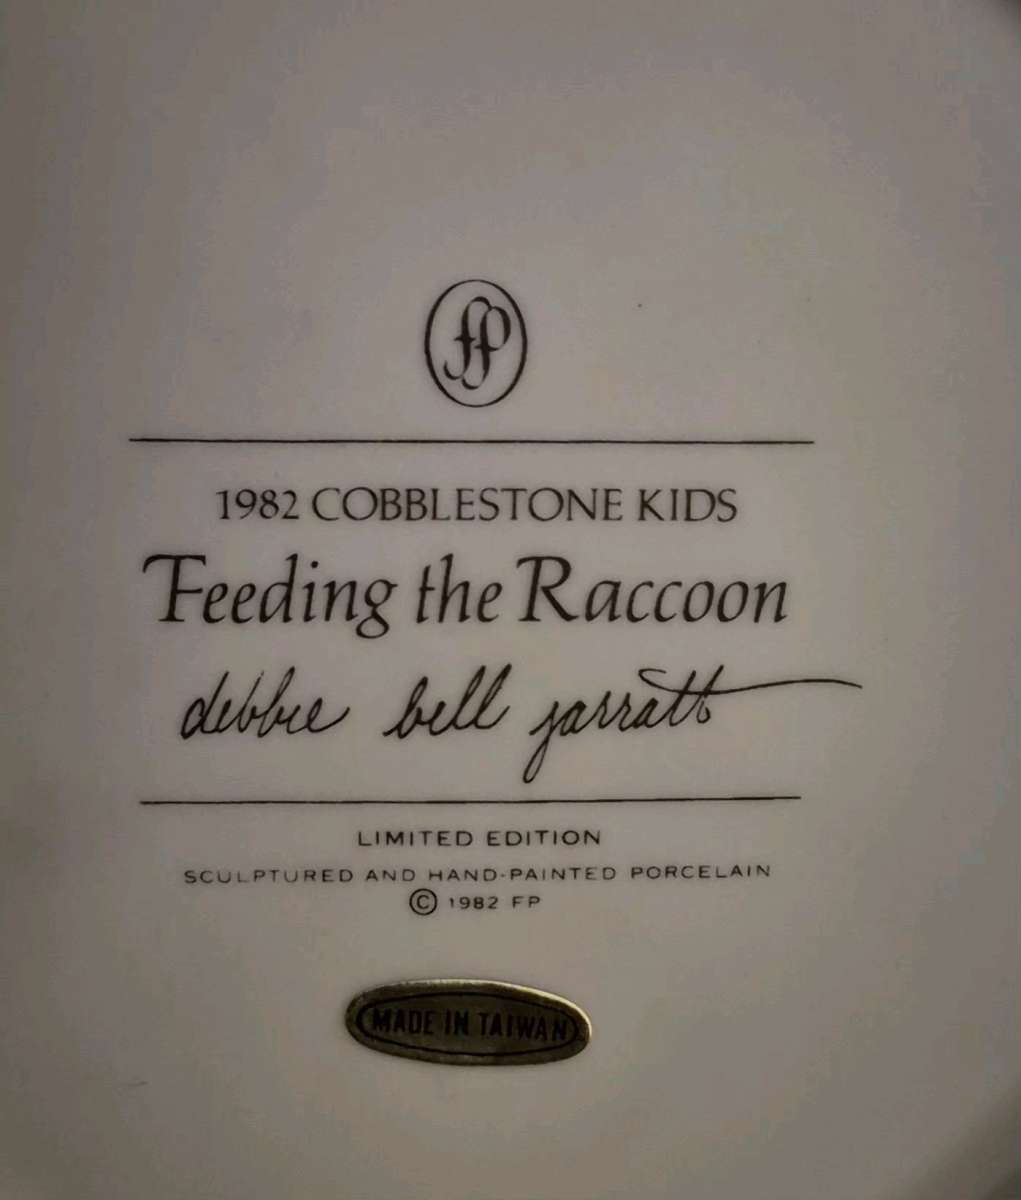 fp
1982 COBBLESTONE KIDS
Feeding the Raccoon
debbie bell jarratt
LIMITED EDITION
SCULPTURED AND HAND-PAINTED PORCELAIN
© 1982 FP
MADE IN TAIWAN